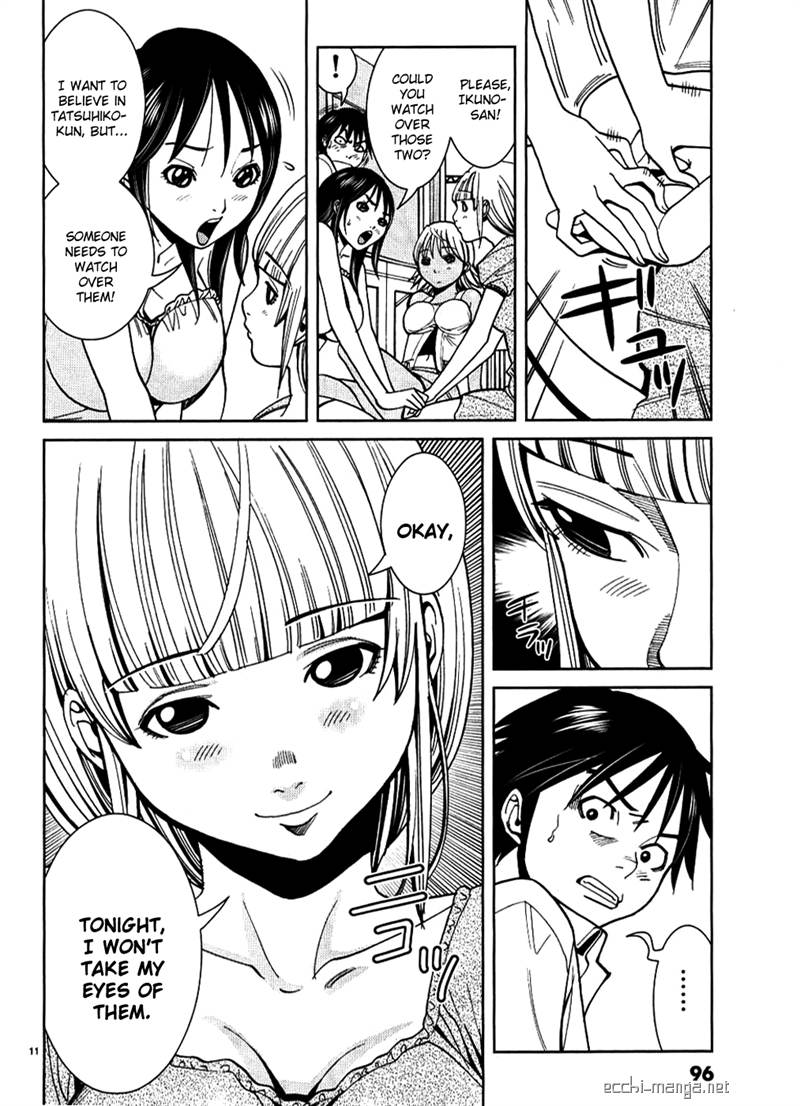 ギュッ
PLEASE,
IKUNO-
SAN!
COULD
YOU
WATCH
OVER
THOSE
TWO?
!
I WANT TO
BELIEVE IN
TATSUHIKO-
KUN, BUT...
SOMEONE
NEEDS TO
WATCH
OVER
THEM!
チラッ
......
OKAY,
ニコニコ
TONIGHT,
I WON'T
TAKE MY
EYES OF
THEM.
11
96
ecchi-manga.net